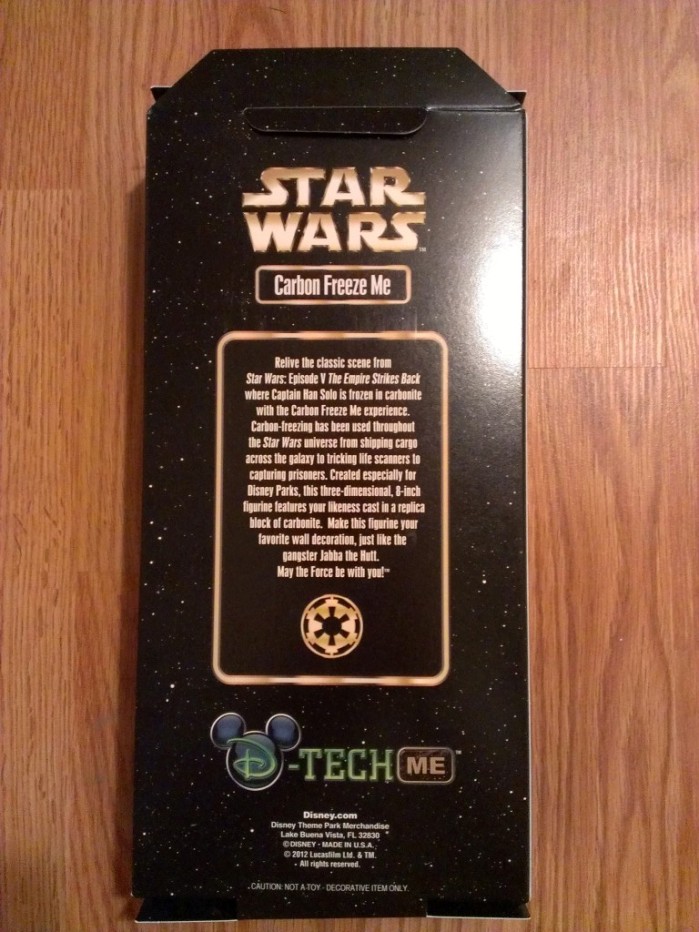 STAR
WARS™
Carbon Freeze Me
Relive the classic scene from
Star Wars: Episode V The Empire Strikes Back
where Captain Han Solo is frozen in carbonite
with the Carbon Freeze Me experience.
Carbon-freezing has been used throughout
the Star Wars universe from shipping cargo
across the galaxy to tricking life scanners to
capturing prisoners. Created especially for
Disney Parks, this three-dimensional, 8-inch
figurine features your likeness cast in a replica
block of carbonite. Make this figurine your
favorite wall decoration, just like the
gangster Jabba the Hutt.
May the Force be with you!™
D-TECH ME™
Disney.com
Disney Theme Park Merchandise
Lake Buena Vista, FL 32830
©DISNEY - MADE IN U.S.A.
© 2012 Lucasfilm Ltd. & TM.
All rights reserved.
CAUTION: NOT A TOY - DECORATIVE ITEM ONLY.